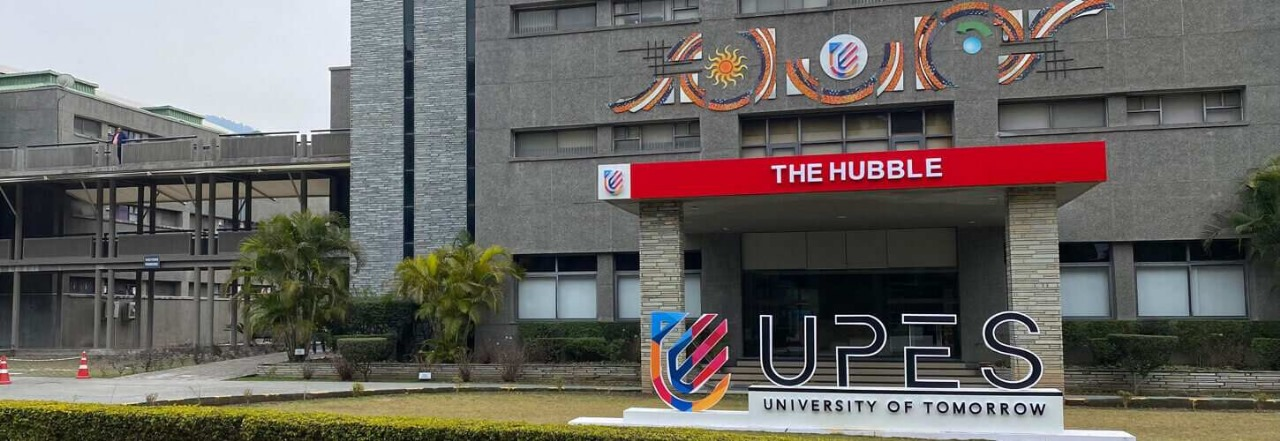 THE HUBBLE
UPES
UNIVERSITY OF TOMORROW